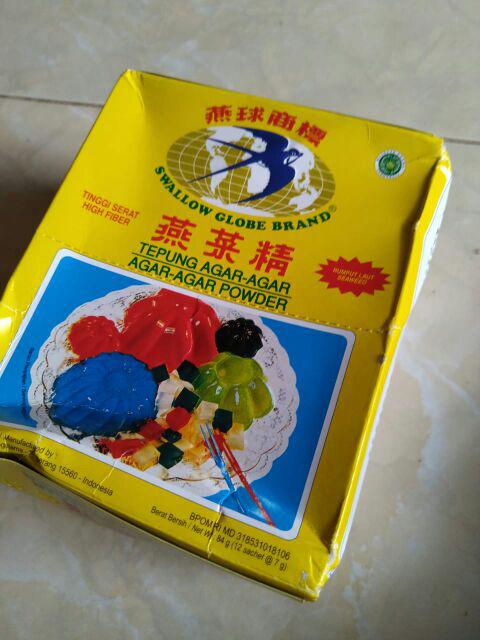 燕球商標
SWALLOW GLOBE BRAND®
TINGGI SERAT
HIGH FIBER
燕菜精
TEPUNG AGAR-AGAR
AGAR-AGAR POWDER
RUMPUT LAUT
SEAWEED
Manufactured by :
15560 - Indonesia
BPOM RI MD 318531018106
Berat Bersih / Net Wt. 84 g (12 sachet @ 7 g)